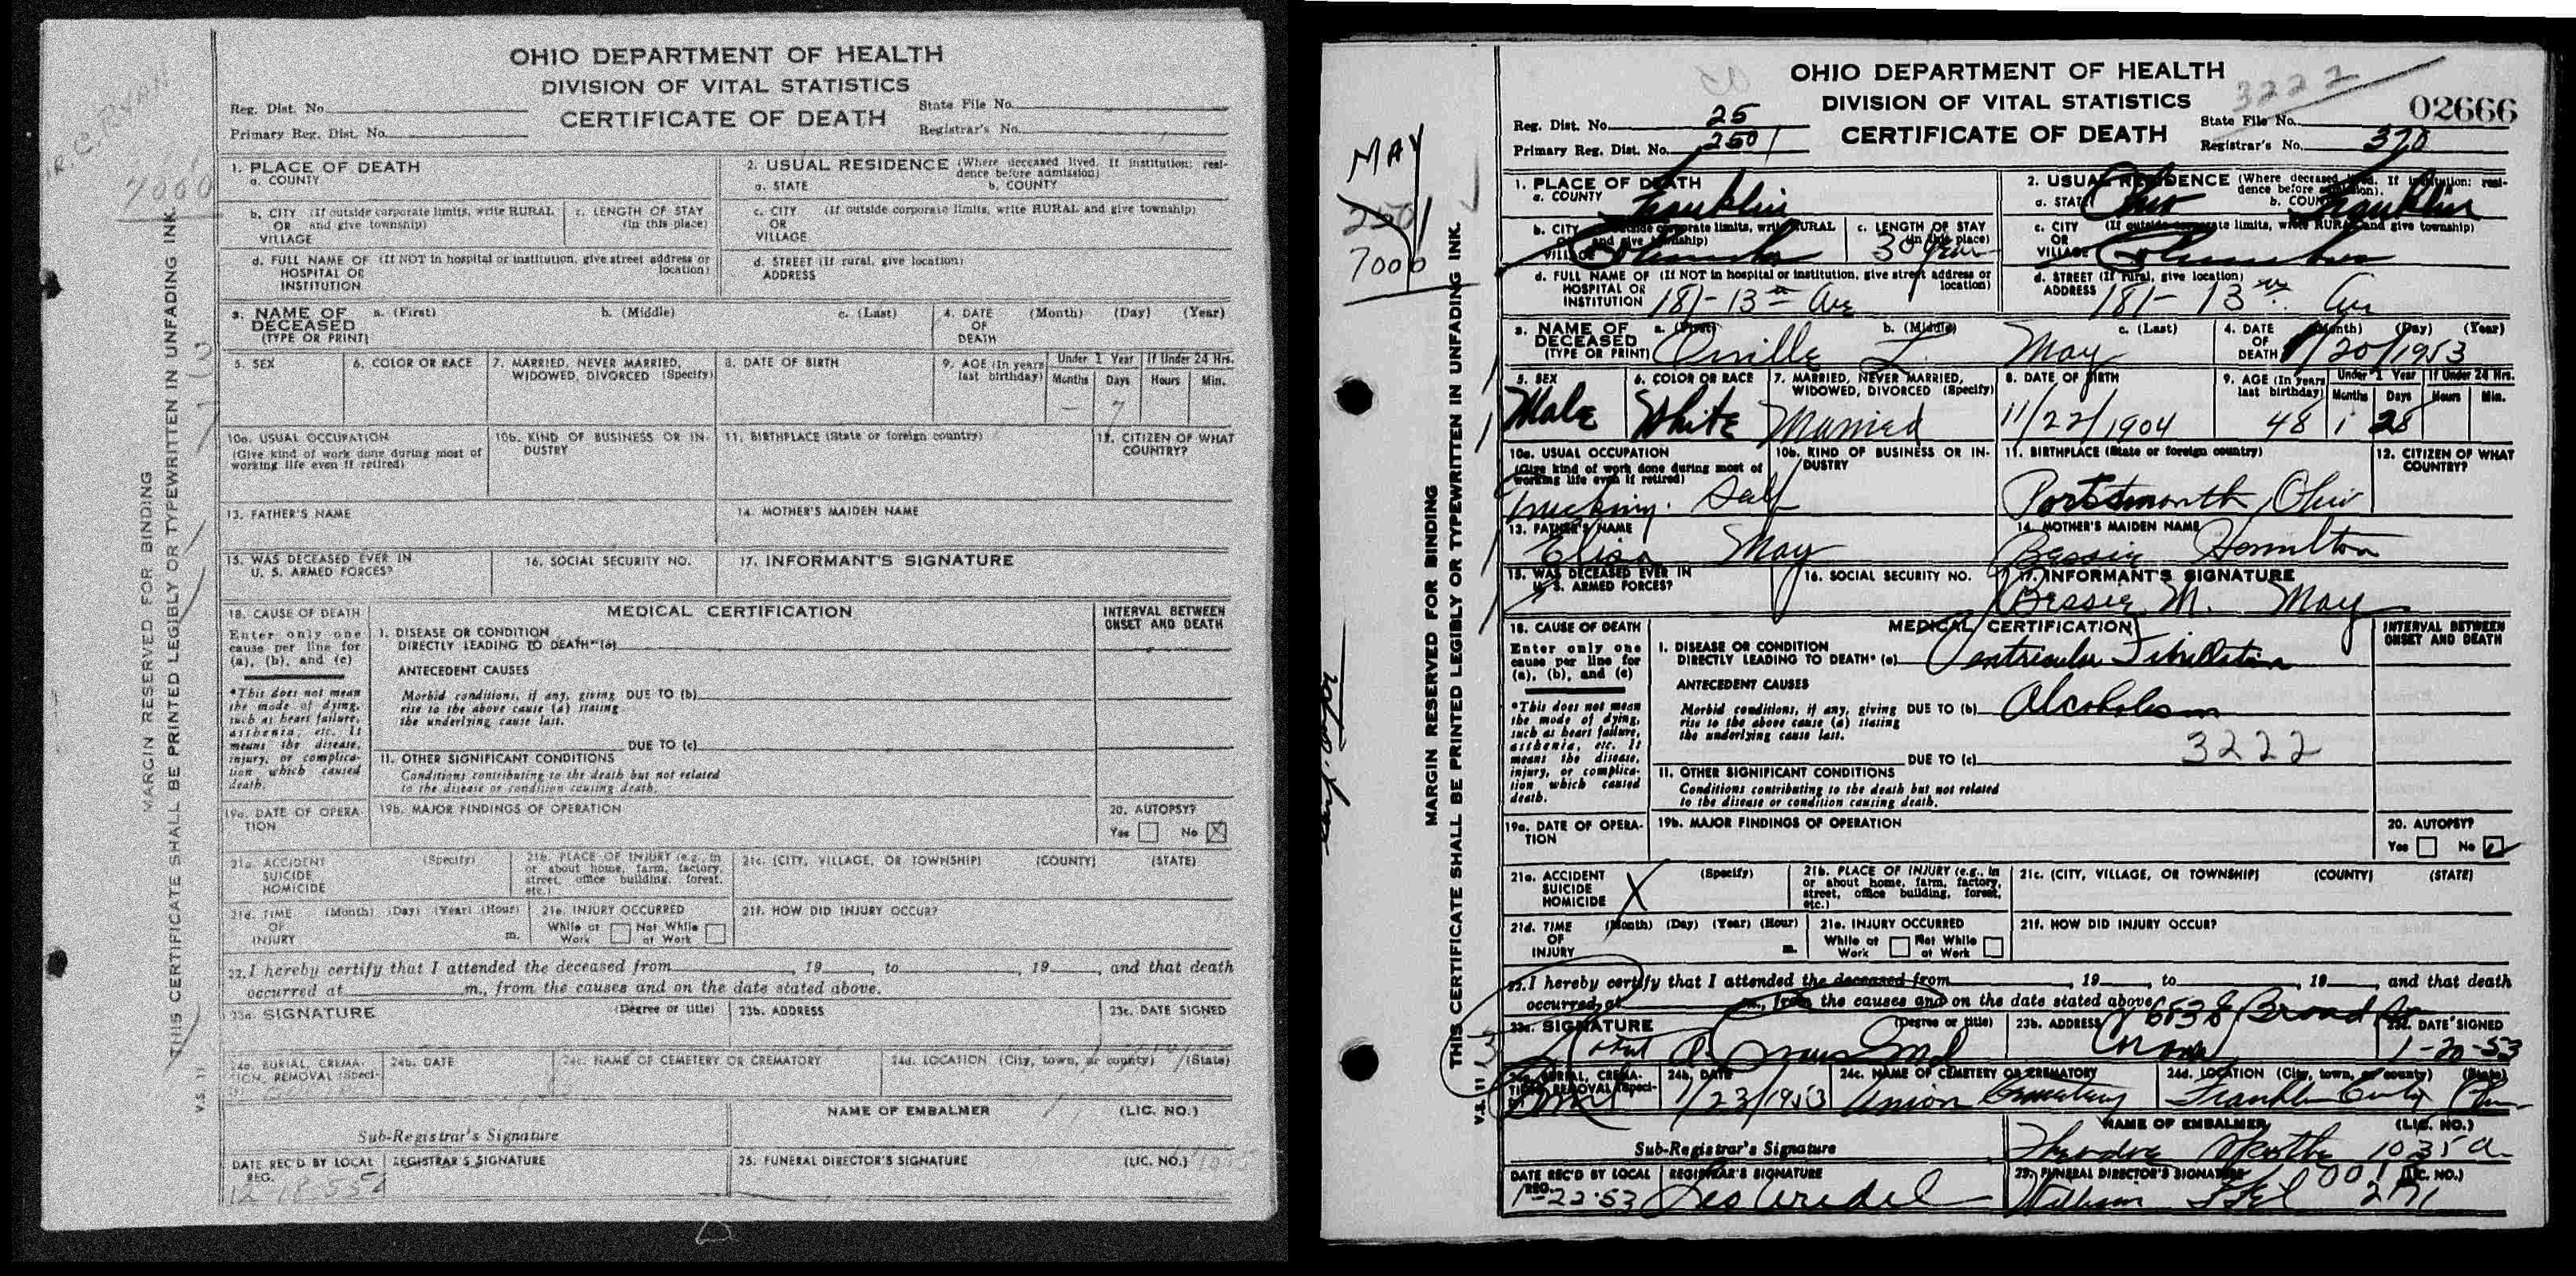 R. C. RYAN
7000
MARGIN RESERVED FOR BINDING
THIS CERTIFICATE SHALL BE PRINTED LEGIBLY OR TYPEWRITTEN IN UNFADING INK.
V.S. 11
OHIO DEPARTMENT OF HEALTH
DIVISION OF VITAL STATISTICS
CERTIFICATE OF DEATH
Reg. Dist. No.
Primary Reg. Dist. No.
State File No.
Registrar's No.
1. PLACE OF DEATH
a. COUNTY
2. USUAL RESIDENCE (Where deceased lived. If institution: resi-
dence before admission)
a. STATE b. COUNTY
b. CITY (If outside corporate limits, write RURAL
OR and give township)
VILLAGE
c. LENGTH OF STAY
(in this place)
c. CITY (If outside corporate limits, write RURAL and give township)
OR
VILLAGE
d. FULL NAME OF (If NOT in hospital or institution, give street address or
HOSPITAL OR location)
INSTITUTION
d. STREET (If rural, give location)
ADDRESS
3. NAME OF a. (First) b. (Middle) c. (Last)
DECEASED
(TYPE OR PRINT)
4. DATE (Month) (Day) (Year)
OF
DEATH
5. SEX
6. COLOR OR RACE
7. MARRIED, NEVER MARRIED,
WIDOWED, DIVORCED (Specify)
8. DATE OF BIRTH
9. AGE (In years
last birthday)
Under 1 Year If Under 24 Hrs.
Months Days Hours Min.
- 7
10a. USUAL OCCUPATION
(Give kind of work done during most of
working life even if retired)
10b. KIND OF BUSINESS OR IN-
DUSTRY
11. BIRTHPLACE (State or foreign country)
12. CITIZEN OF WHAT
COUNTRY?
13. FATHER'S NAME
14. MOTHER'S MAIDEN NAME
15. WAS DECEASED EVER IN
U. S. ARMED FORCES?
16. SOCIAL SECURITY NO.
17. INFORMANT'S SIGNATURE
18. CAUSE OF DEATH
Enter only one
cause per line for
(a), (b), and (c)
*This does not mean
the mode of dying,
such as heart failure,
asthenia, etc. It
means the disease,
injury, or complica-
tion which caused
death.
MEDICAL CERTIFICATION
INTERVAL BETWEEN
ONSET AND DEATH
I. DISEASE OR CONDITION
DIRECTLY LEADING TO DEATH* (a)
ANTECEDENT CAUSES
Morbid conditions, if any, giving DUE TO (b)
rise to the above cause (a) stating
the underlying cause last.
DUE TO (c)
II. OTHER SIGNIFICANT CONDITIONS
Conditions contributing to the death but not related
to the disease or condition causing death.
19a. DATE OF OPERA-
TION
19b. MAJOR FINDINGS OF OPERATION
20. AUTOPSY?
Yes No X
21a. ACCIDENT (Specify)
SUICIDE
HOMICIDE
21b. PLACE OF INJURY (e.g., in
or about home, farm, factory,
street, office building, forest,
etc.)
21c. (CITY, VILLAGE, OR TOWNSHIP) (COUNTY) (STATE)
21d. TIME (Month) (Day) (Year) (Hour)
OF
INJURY m.
21e. INJURY OCCURRED
While at Not While
Work at Work
21f. HOW DID INJURY OCCUR?
22. I hereby certify that I attended the deceased from , 19 , to , 19 , and that death
occurred at m., from the causes and on the date stated above.
23a. SIGNATURE (Degree or title)
23b. ADDRESS
23c. DATE SIGNED
24a. BURIAL, CREMA-
TION, REMOVAL (Speci-
24b. DATE
24c. NAME OF CEMETERY OR CREMATORY
24d. LOCATION (City, town, or county) (State)
NAME OF EMBALMER (LIC. NO.)
Sub-Registrar's Signature
DATE REC'D BY LOCAL
REG.
REGISTRAR'S SIGNATURE
25. FUNERAL DIRECTOR'S SIGNATURE (LIC. NO.)
MAY
250
7000
MARGIN RESERVED FOR BINDING
THIS CERTIFICATE SHALL BE PRINTED LEGIBLY OR TYPEWRITTEN IN UNFADING INK.
V.S. 11
OHIO DEPARTMENT OF HEALTH
DIVISION OF VITAL STATISTICS
CERTIFICATE OF DEATH
3222
02666
Reg. Dist. No. 25
Primary Reg. Dist. No. 2501
State File No.
Registrar's No. 370
1. PLACE OF DEATH
a. COUNTY Franklin
2. USUAL RESIDENCE (Where deceased lived. If institution: resi-
dence before admission)
a. STATE Ohio b. COUNTY Franklin
b. CITY (If outside corporate limits, write RURAL
OR and give township)
VILLAGE Columbus
c. LENGTH OF STAY
(in this place)
30 Years
c. CITY (If outside corporate limits, write RURAL and give township)
OR
VILLAGE Columbus
d. FULL NAME OF (If NOT in hospital or institution, give street address or
HOSPITAL OR location)
INSTITUTION 181-13th Ave
d. STREET (If rural, give location)
ADDRESS 181-13th Ave
3. NAME OF a. (First) b. (Middle) c. (Last)
DECEASED
(TYPE OR PRINT) Orville L. May
4. DATE (Month) (Day) (Year)
OF
DEATH 1/20/1953
5. SEX
Male
6. COLOR OR RACE
White
7. MARRIED, NEVER MARRIED,
WIDOWED, DIVORCED (Specify)
Married
8. DATE OF BIRTH
11/22/1904
9. AGE (In years
last birthday)
48
Under 1 Year If Under 24 Hrs.
Months Days Hours Min.
1 28
10a. USUAL OCCUPATION
(Give kind of work done during most of
working life even if retired)
Trucking.
10b. KIND OF BUSINESS OR IN-
DUSTRY
Self
11. BIRTHPLACE (State or foreign country)
Portsmouth, Ohio
12. CITIZEN OF WHAT
COUNTRY?
13. FATHER'S NAME
May
14. MOTHER'S MAIDEN NAME
Bessie Hamilton
15. WAS DECEASED EVER IN
U. S. ARMED FORCES?
16. SOCIAL SECURITY NO.
17. INFORMANT'S SIGNATURE
Bessie M. May
18. CAUSE OF DEATH
Enter only one
cause per line for
(a), (b), and (c)
*This does not mean
the mode of dying,
such as heart failure,
asthenia, etc. It
means the disease,
injury, or complica-
tion which caused
death.
MEDICAL CERTIFICATION
INTERVAL BETWEEN
ONSET AND DEATH
I. DISEASE OR CONDITION
DIRECTLY LEADING TO DEATH* (a) Ventricular Fibrillation
ANTECEDENT CAUSES
Morbid conditions, if any, giving DUE TO (b) Alcoholism
rise to the above cause (a) stating
the underlying cause last.
3222
DUE TO (c)
II. OTHER SIGNIFICANT CONDITIONS
Conditions contributing to the death but not related
to the disease or condition causing death.
19a. DATE OF OPERA-
TION
19b. MAJOR FINDINGS OF OPERATION
20. AUTOPSY?
Yes No
21a. ACCIDENT (Specify)
SUICIDE X
HOMICIDE
21b. PLACE OF INJURY (e.g., in
or about home, farm, factory,
street, office building, forest,
etc.)
21c. (CITY, VILLAGE, OR TOWNSHIP) (COUNTY) (STATE)
21d. TIME (Month) (Day) (Year) (Hour)
OF
INJURY m.
21e. INJURY OCCURRED
While at Not While
Work at Work
21f. HOW DID INJURY OCCUR?
22. I hereby certify that I attended the deceased from , 19 , to , 19 , and that death
occurred at m., from the causes and on the date stated above.
23a. SIGNATURE (Degree or title)
MD
23b. ADDRESS Broad
Coroner
23c. DATE SIGNED
1-20-53
24a. BURIAL, CREMA-
TION, REMOVAL (Speci-
24b. DATE
1/23/1953
24c. NAME OF CEMETERY OR CREMATORY
Union Cemetery
24d. LOCATION (City, town, or county) (State)
Franklin County Ohio
NAME OF EMBALMER (LIC. NO.)
Theodore 1035a
Sub-Registrar's Signature
DATE REC'D BY LOCAL
REG.
1-22-53
REGISTRAR'S SIGNATURE
25. FUNERAL DIRECTOR'S SIGNATURE (LIC. NO.)
William